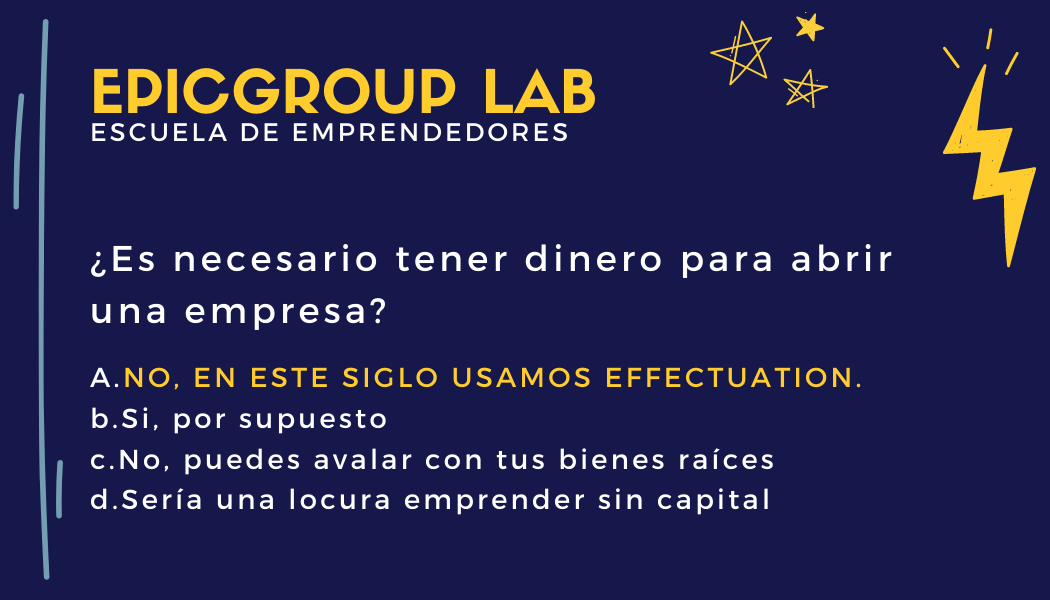 EPICGROUP LAB
ESCUELA DE EMPRENDEDORES
¿Es necesario tener dinero para abrir
una empresa?
A.NO, EN ESTE SIGLO USAMOS EFFECTUATION.
b.Si, por supuesto
c.No, puedes avalar con tus bienes raíces
d.Sería una locura emprender sin capital